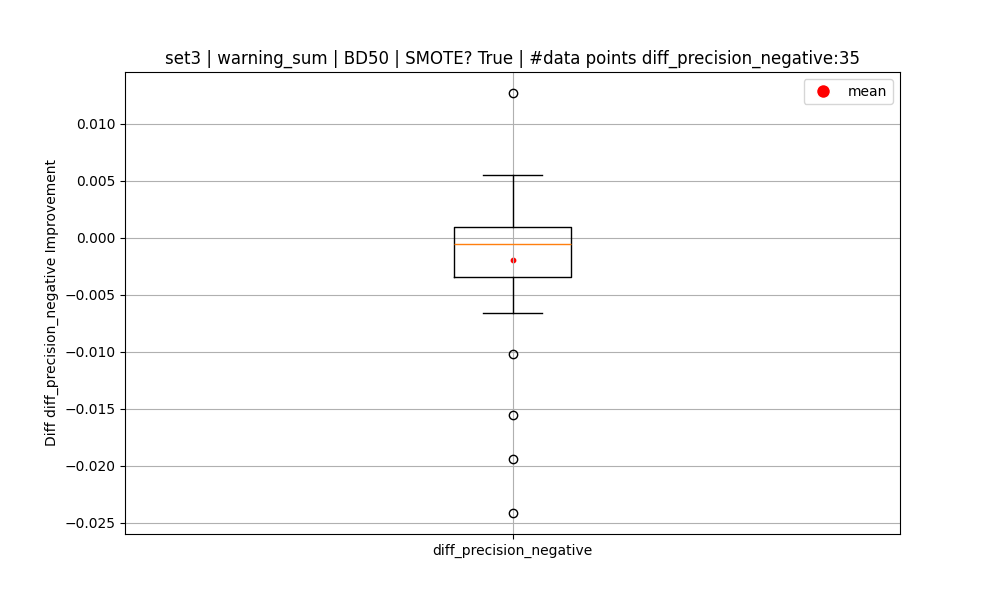 set3 | warning_sum | BD50 | SMOTE? True | #data points diff_precision_negative:35
mean
Diff diff_precision_negative Improvement
0.010
0.005
0.000
−0.005
−0.010
−0.015
−0.020
−0.025
diff_precision_negative